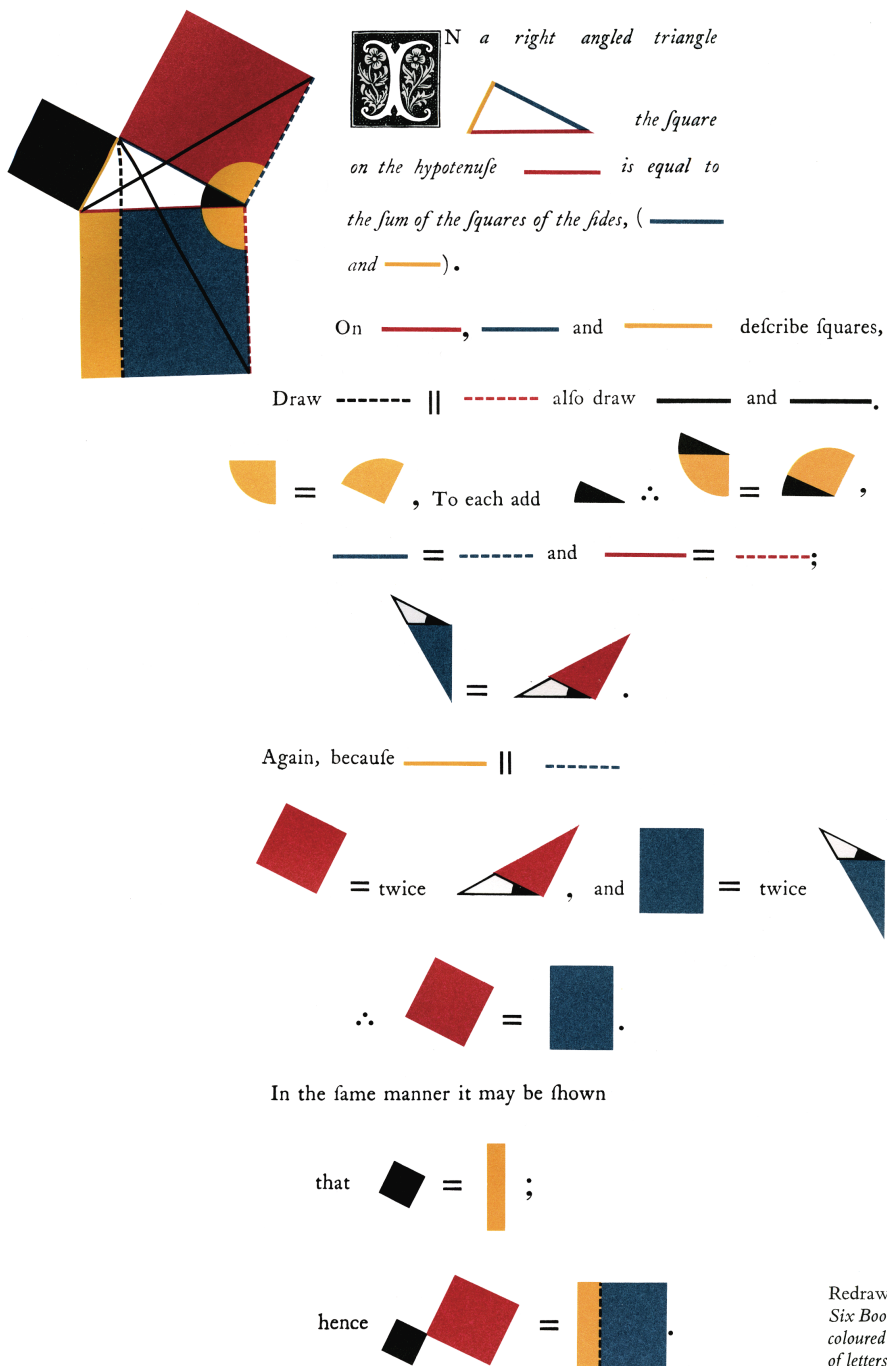 IN a right angled triangle
the ſquare
on the hypotenuſe is equal to
the ſum of the ſquares of the ſides, (
and ).
On , and deſcribe ſquares,
Draw || alſo draw and .
= , To each add ∴ = ,
= and = ;
= .
Again, becauſe ||
= twice , and = twice
∴ = .
In the ſame manner it may be ſhown
that = ;
hence = .
Redraw
Six Boo
coloured
of letters